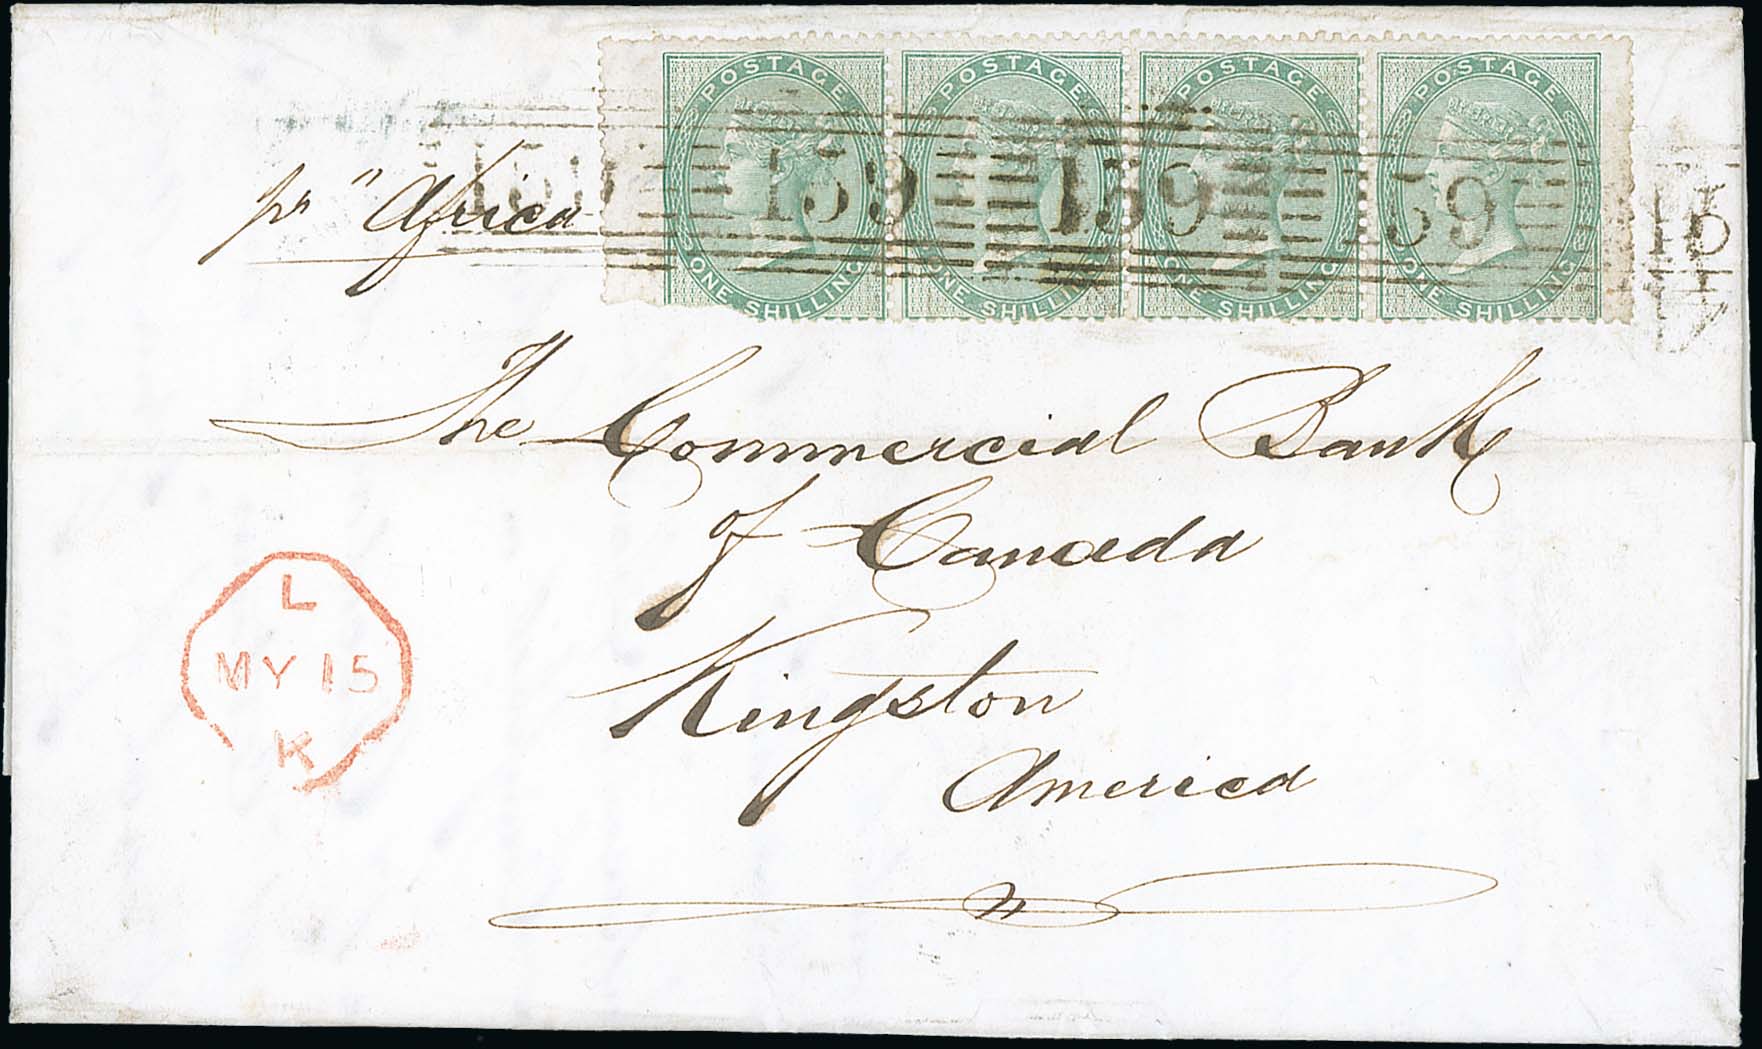 POSTAGE POSTAGE POSTAGE POSTAGE
159 159 159 59
ONE SHILLING ONE SHILLING ONE SHILLING ONE SHILLING
pr "Africa
The Commercial Bank
of Canada
Kingston
America
L
MY 15
K